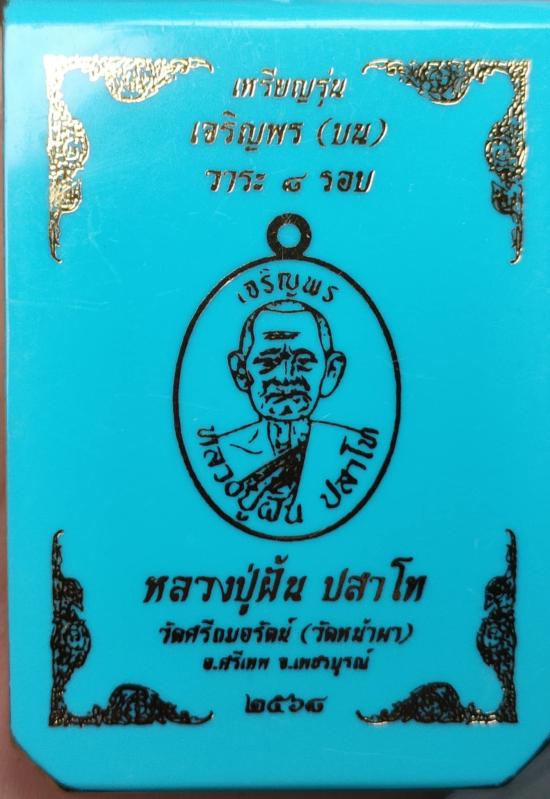 เหรียญรุ่น
เจริญพร (บน)
วาระ ๘ รอบ
เจริญพร
หลวงปู่ฝั้น ปสาโท
หลวงปู่ฝั้น ปสาโท
วัดศรีถมอรัตน์ (วัดหน้าผา)
อ.ศรีเทพ จ.เพชรบูรณ์
๒๕๖๘